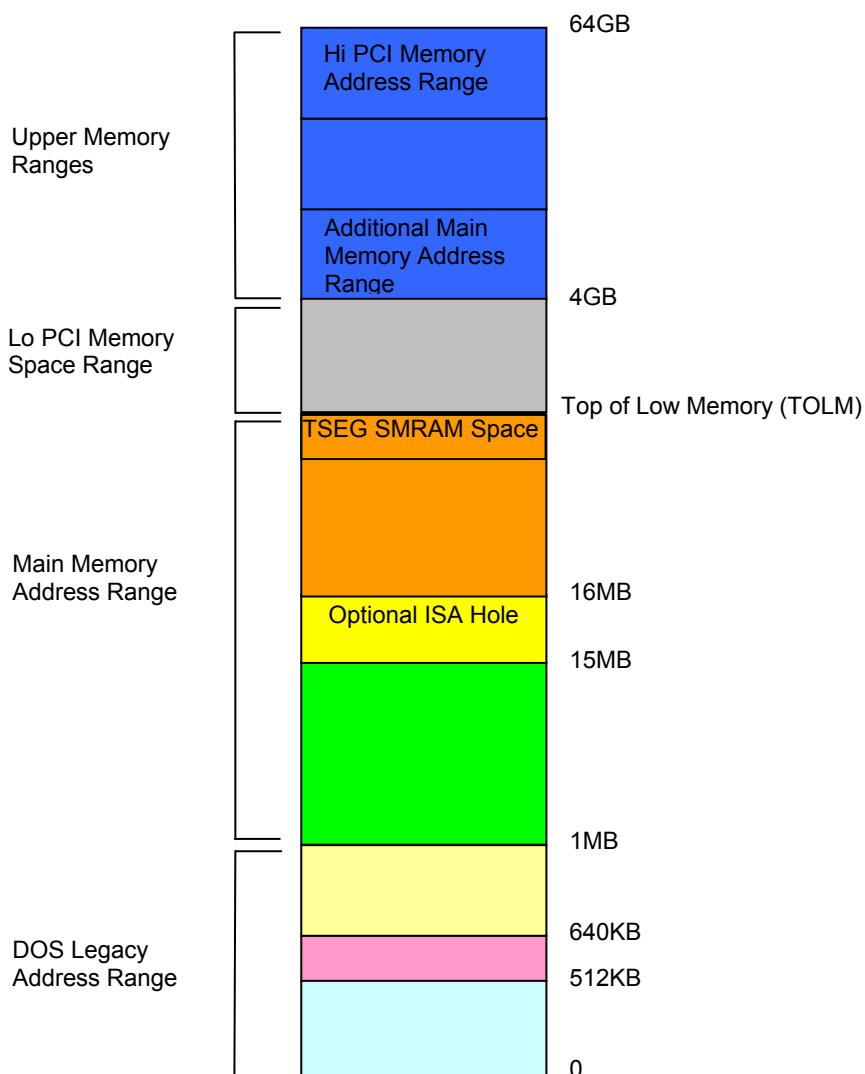 64GB
Hi PCI Memory
Address Range
Upper Memory
Ranges
Additional Main
Memory Address
Range
4GB
Lo PCI Memory
Space Range
Top of Low Memory (TOLM)
TSEG SMRAM Space
Main Memory
Address Range
16MB
Optional ISA Hole
15MB
1MB
640KB
DOS Legacy
Address Range
512KB
0